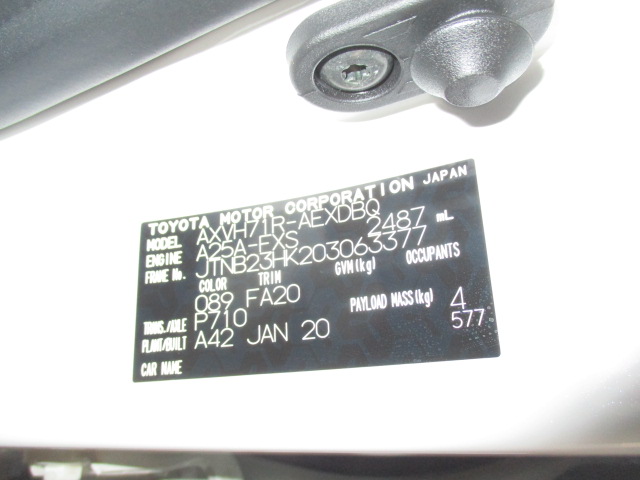 TOYOTA MOTOR CORPORATION JAPAN
MODEL AXVH71R-AEXDBQ
ENGINE A25A-FXS 2487 mL
FRAME No. JTNB23HK203063377
COLOR TRIM GVM(kg) OCCUPANTS
089 FA20
TRANS./AXLE P710 PAYLOAD MASS(kg) 4
PLANT/BUILT A42 JAN 20 577
CAR NAME